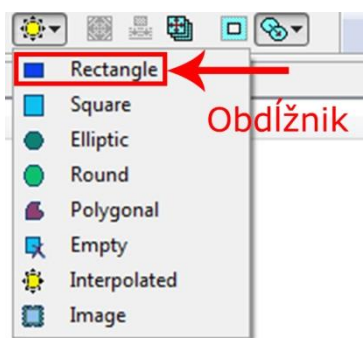 Rectangle
Obdĺžnik
Square
Elliptic
Round
Polygonal
Empty
Interpolated
Image